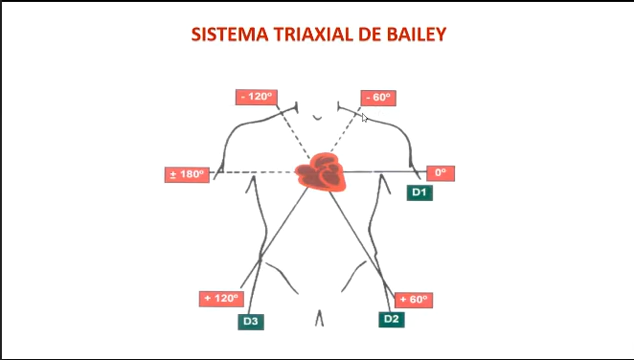 SISTEMA TRIAXIAL DE BAILEY
- 120º
- 60º
± 180º
0º
D1
+ 120º
+ 60º
D3
D2